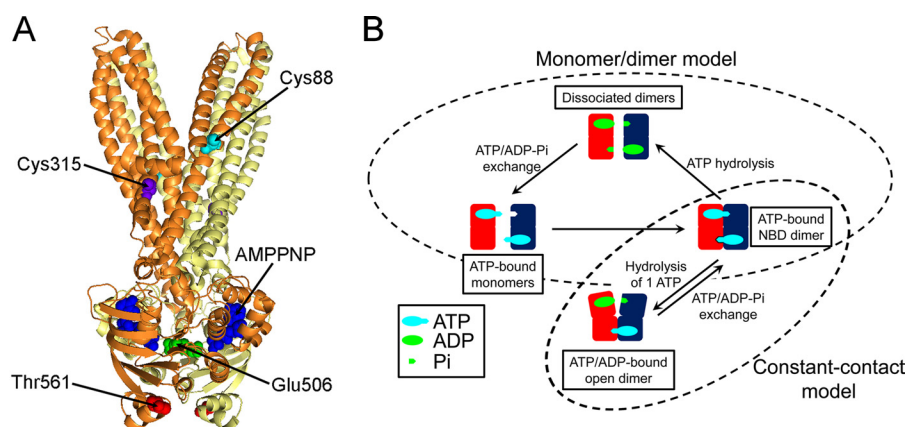 A
Cys88
Cys315
AMPPNP
Glu506
Thr561
B
Monomer/dimer model
Dissociated dimers
ATP/ADP-Pi
exchange
ATP hydrolysis
ATP-bound
NBD dimer
ATP-bound
monomers
Hydrolysis
of 1 ATP
ATP/ADP-Pi
exchange
ATP
ADP
Pi
ATP/ADP-bound
open dimer
Constant-contact
model